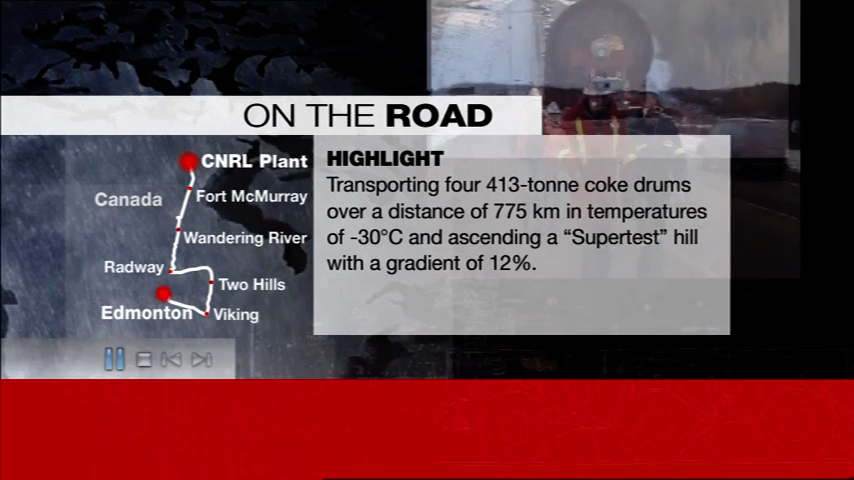 ON THE ROAD
CNRL Plant
Canada
Fort McMurray
Wandering River
Radway
Two Hills
Edmonton
Viking
HIGHLIGHT
Transporting four 413-tonne coke drums
over a distance of 775 km in temperatures
of -30°C and ascending a “Supertest” hill
with a gradient of 12%.